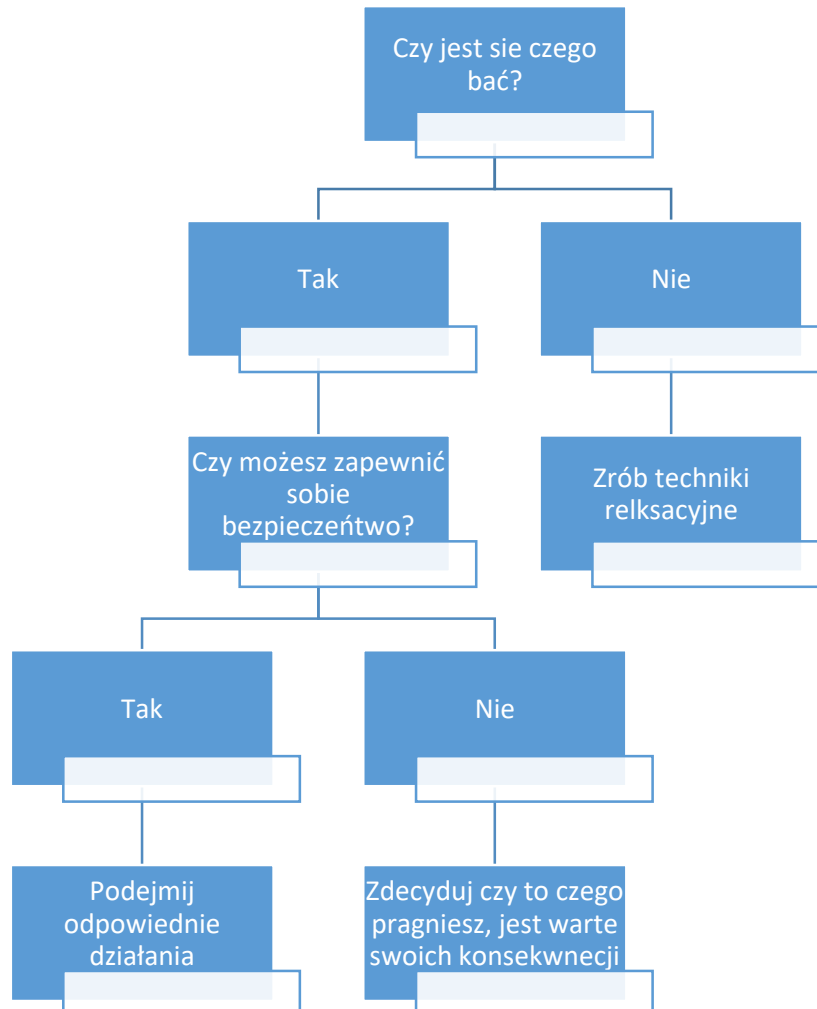 Czy jest sie czego
bać?
Tak
Nie
Czy możesz zapewnić
sobie
bezpieczeńtwo?
Zrób techniki
relksacyjne
Tak
Nie
Podejmij
odpowiednie
działania
Zdecyduj czy to czego
pragniesz, jest warte
swoich konsekwnecji